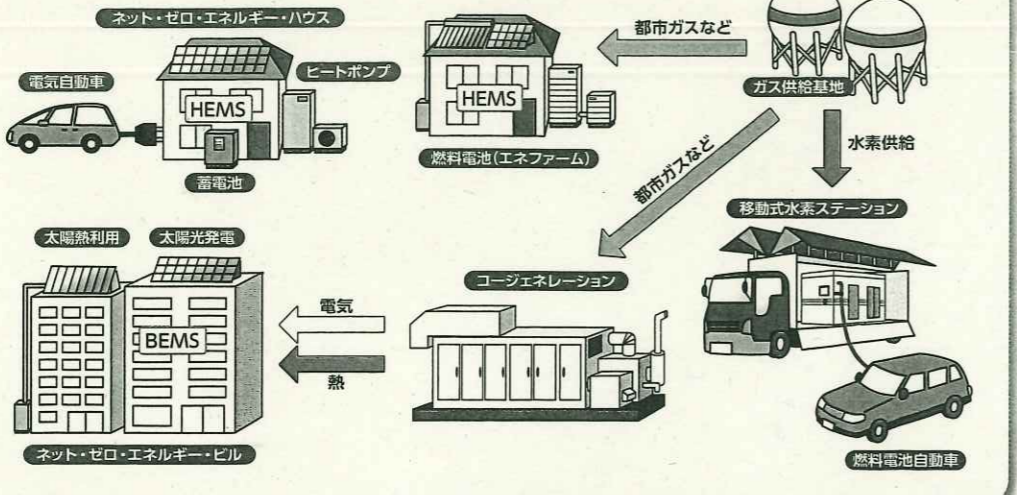 ネット・ゼロ・エネルギー・ハウス
都市ガスなど
電気自動車
HEMS
ヒートポンプ
HEMS
ガス供給基地
蓄電池
燃料電池(エネファーム)
都市ガスなど
水素供給
移動式水素ステーション
太陽熱利用
太陽光発電
コージェネレーション
電気
BEMS
熱
ネット・ゼロ・エネルギー・ビル
燃料電池自動車